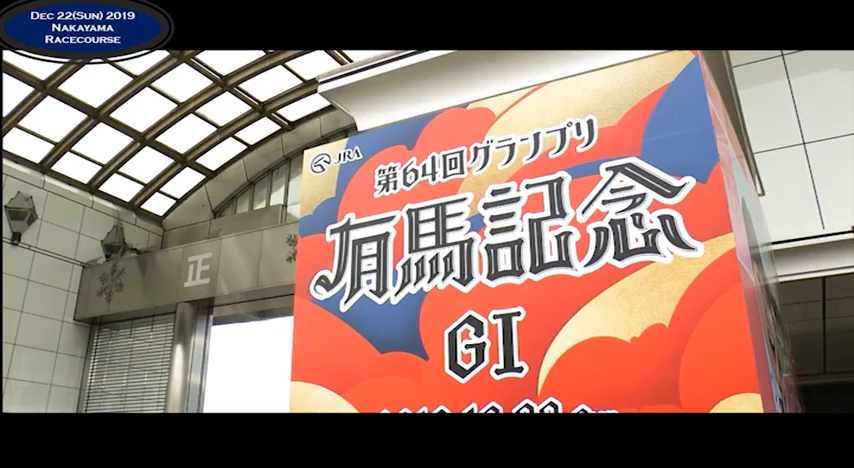 Dec 22(Sun) 2019
Nakayama
Racecourse
JRA
第64回グランプリ
有馬記念
GI
正